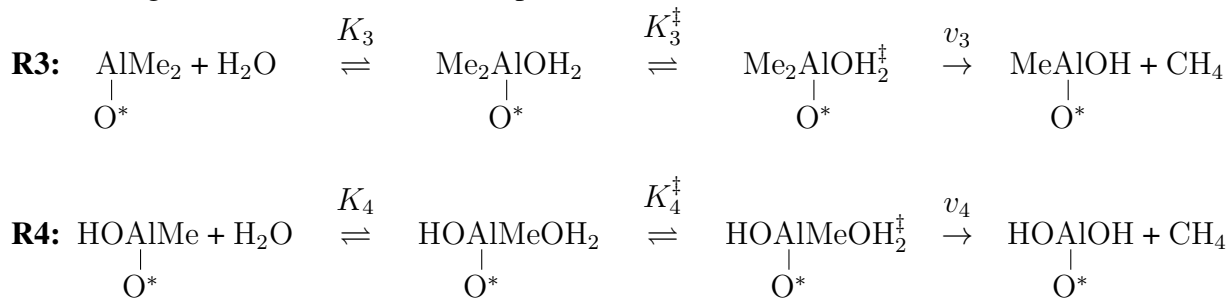 K₃ K₃‡ v₃
R3: AlMe₂ + H₂O ⇌ Me₂AlOH₂ ⇌ Me₂AlOH₂‡ → MeAlOH + CH₄
O* O* O* O*
K₄ K₄‡ v₄
R4: HOAlMe + H₂O ⇌ HOAlMeOH₂ ⇌ HOAlMeOH₂‡ → HOAlOH + CH₄
O* O* O* O*